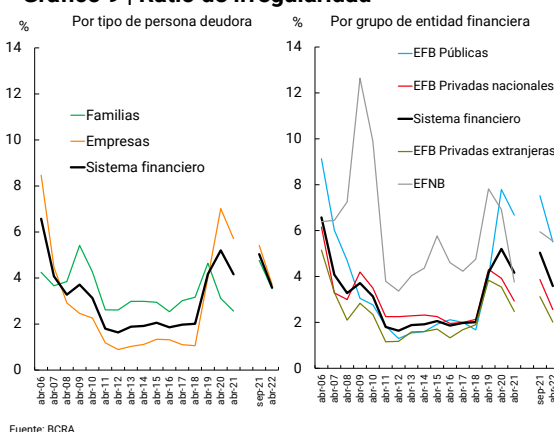 Gráfico 9 | Ratio de irregularidad
Por tipo de persona deudora
%
14
12
10
8
6
4
2
0
Familias
Empresas
Sistema financiero
abr-06
abr-07
abr-08
abr-09
abr-10
abr-11
abr-12
abr-13
abr-14
abr-15
abr-16
abr-17
abr-18
abr-19
abr-20
abr-21
sep-21
abr-22
Por grupo de entidad financiera
%
14
12
10
8
6
4
2
0
EFB Públicas
EFB Privadas nacionales
Sistema financiero
EFB Privadas extranjeras
EFNB
abr-06
abr-07
abr-08
abr-09
abr-10
abr-11
abr-12
abr-13
abr-14
abr-15
abr-16
abr-17
abr-18
abr-19
abr-20
abr-21
sep-21
abr-22
Fuente: BCRA